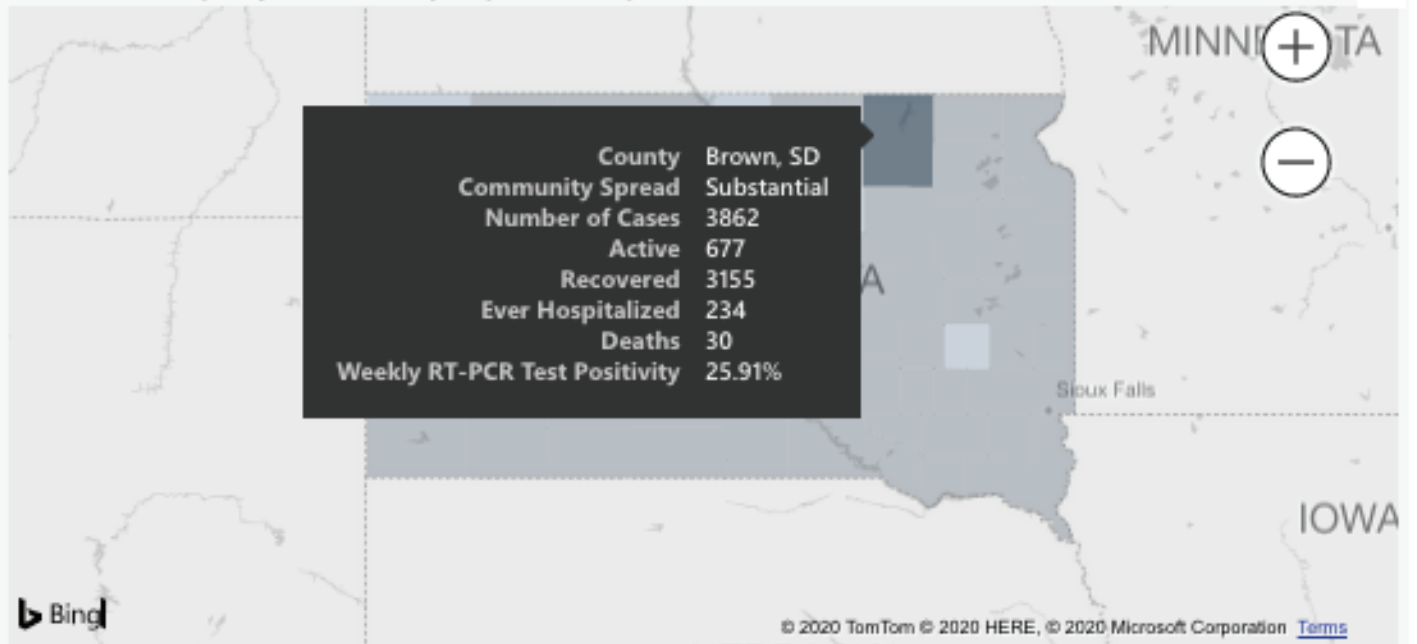 MINNE TA
County Brown, SD
Community Spread Substantial
Number of Cases 3862
Active 677
Recovered 3155
Ever Hospitalized 234
Deaths 30
Weekly RT-PCR Test Positivity 25.91%
A
Sioux Falls
IOWA
Bing
© 2020 TomTom © 2020 HERE, © 2020 Microsoft Corporation Terms